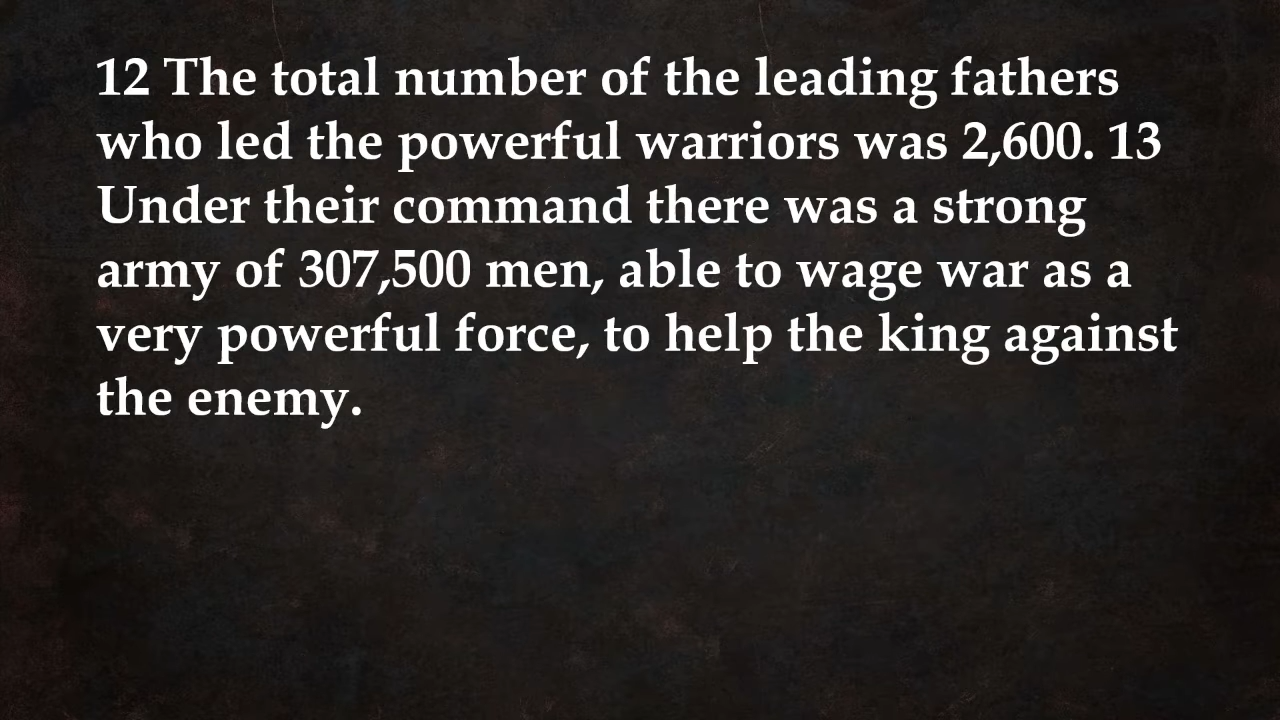 12 The total number of the leading fathers
who led the powerful warriors was 2,600. 13
Under their command there was a strong
army of 307,500 men, able to wage war as a
very powerful force, to help the king against
the enemy.